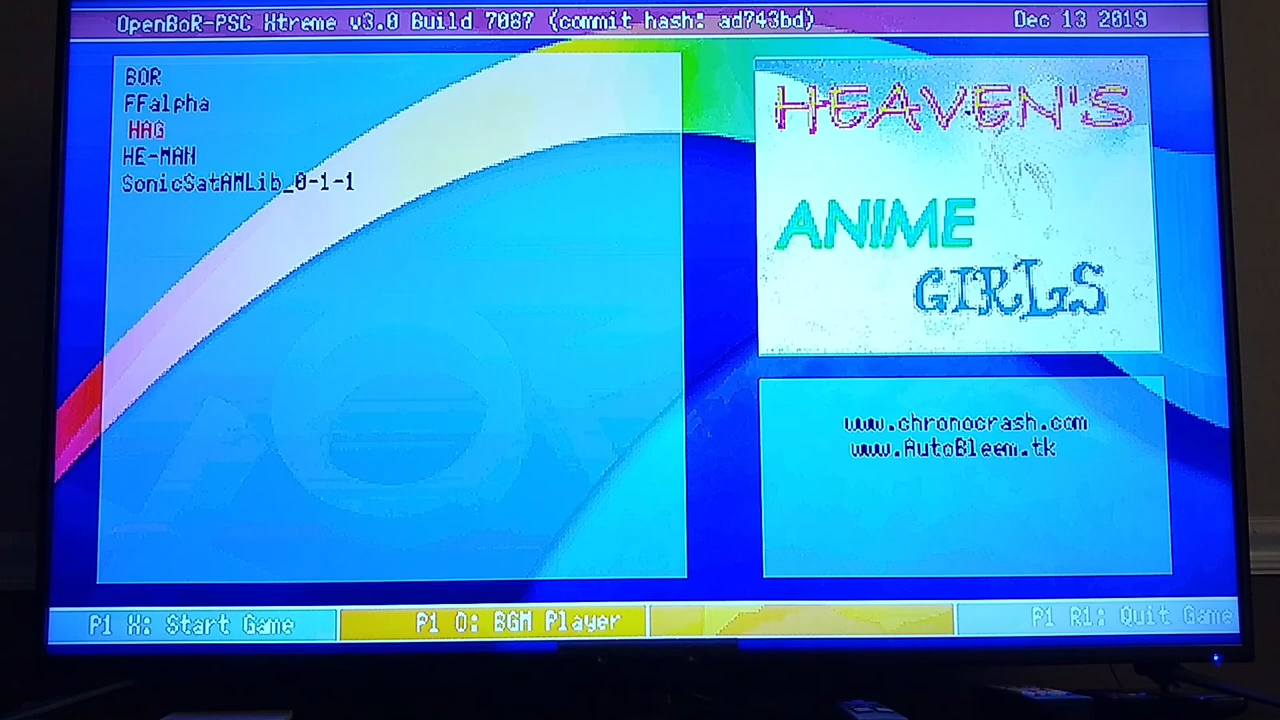 OpenBoR-PSC Xtreme v3.0 Build 7087 (commit hash: ad743bd)
Dec 13 2019
BOR
FFalpha
HAG
HE-MAN
SonicSatAMLib_0-1-1
HEAVEN'S
ANIME
GIRLS
www.chronocrash.com
www.AutoBleem.tk
P1 X: Start Game
P1 O: BGM Player
P1 R1: Quit Game